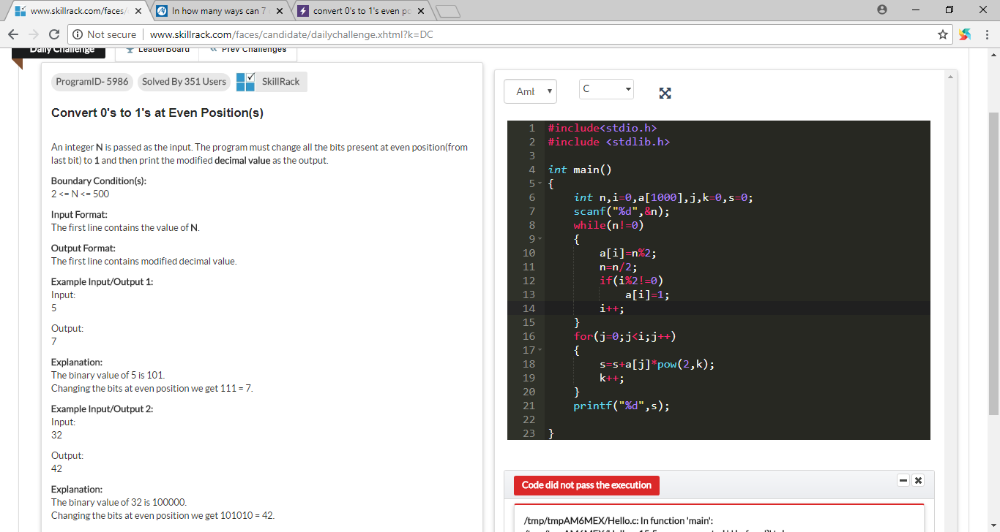 www.skillrack.com/faces/
In how many ways can 7
convert 0's to 1's even po
Not secure
www.skillrack.com/faces/candidate/dailychallenge.xhtml?k=DC
Daily Challenge
LeaderBoard
Prev Challenges
ProgramID- 5986
Solved By 351 Users
SkillRack
Convert 0's to 1's at Even Position(s)
An integer N is passed as the input. The program must change all the bits present at even position(from
last bit) to 1 and then print the modified decimal value as the output.
Boundary Condition(s):
2 <= N <= 500
Input Format:
The first line contains the value of N.
Output Format:
The first line contains modified decimal value.
Example Input/Output 1:
Input:
5
Output:
7
Explanation:
The binary value of 5 is 101.
Changing the bits at even position we get 111 = 7.
Example Input/Output 2:
Input:
32
Output:
42
Explanation:
The binary value of 32 is 100000.
Changing the bits at even position we get 101010 = 42.
C
1 #include<stdio.h>
2 #include <stdlib.h>
3
4 int main()
5 {
6 int n,i=0,a[1000],j,k=0,s=0;
7 scanf("%d",&n);
8 while(n!=0)
9 {
10 a[i]=n%2;
11 n=n/2;
12 if(i%2!=0)
13 a[i]=1;
14 i++;
15 }
16 for(j=0;j<i;j++)
17 {
18 s=s+a[j]*pow(2,k);
19 k++;
20 }
21 printf("%d",s);
22
23 }
Code did not pass the execution
/tmp/tmpAM6MEX/Hello.c: In function 'main':